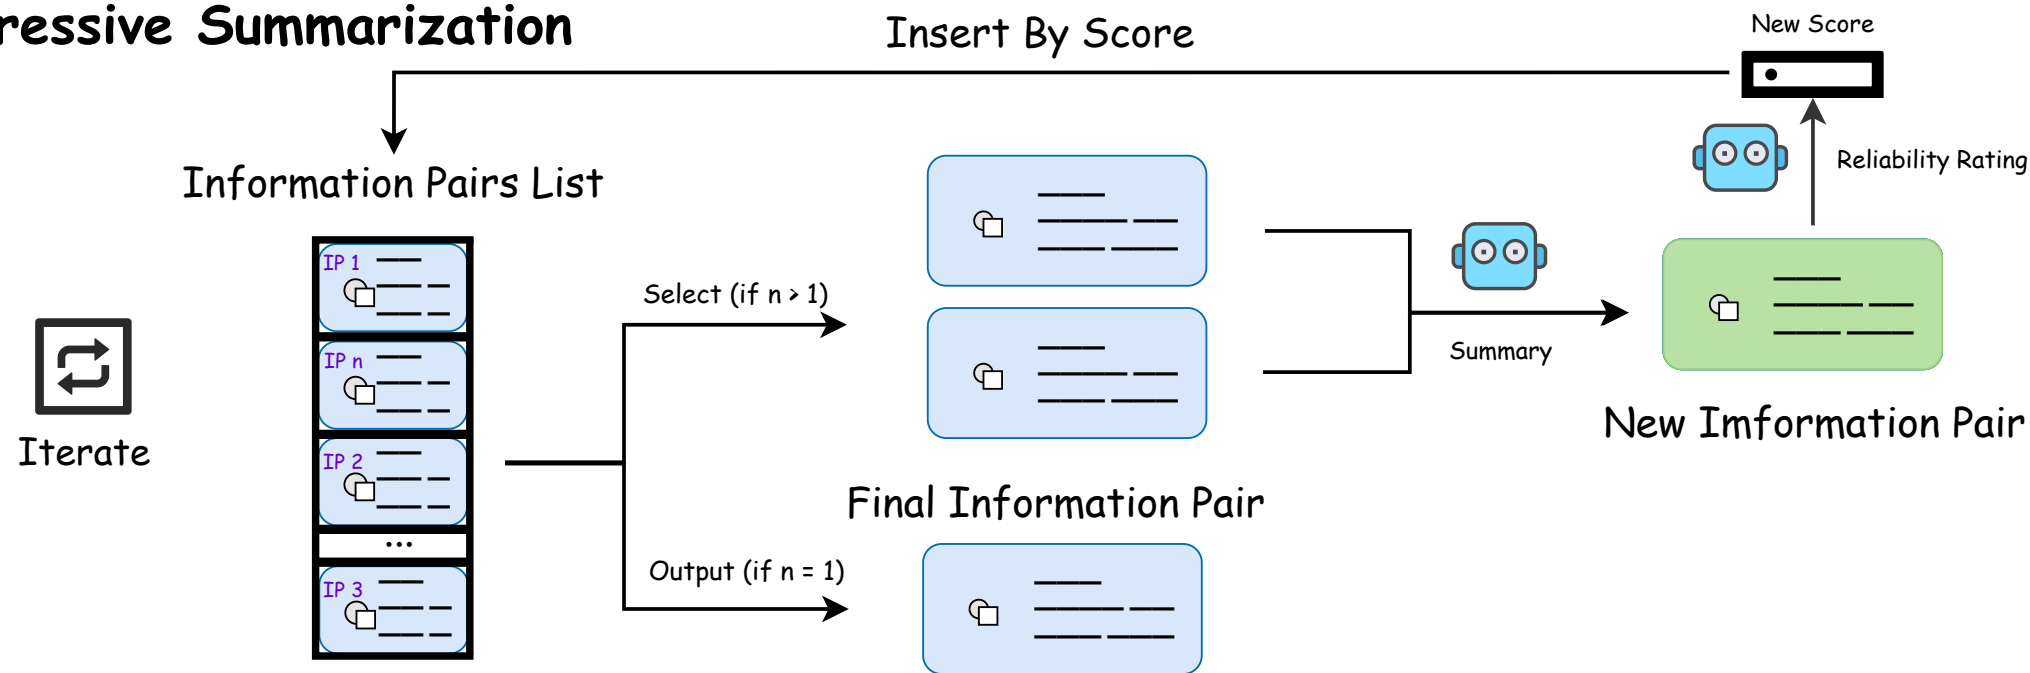 ressive Summarization
Insert By Score
New Score
Reliability Rating
Information Pairs List
IP 1
IP n
IP 2
...
IP 3
Iterate
Select (if n > 1)
Output (if n = 1)
Summary
New Imformation Pair
Final Information Pair